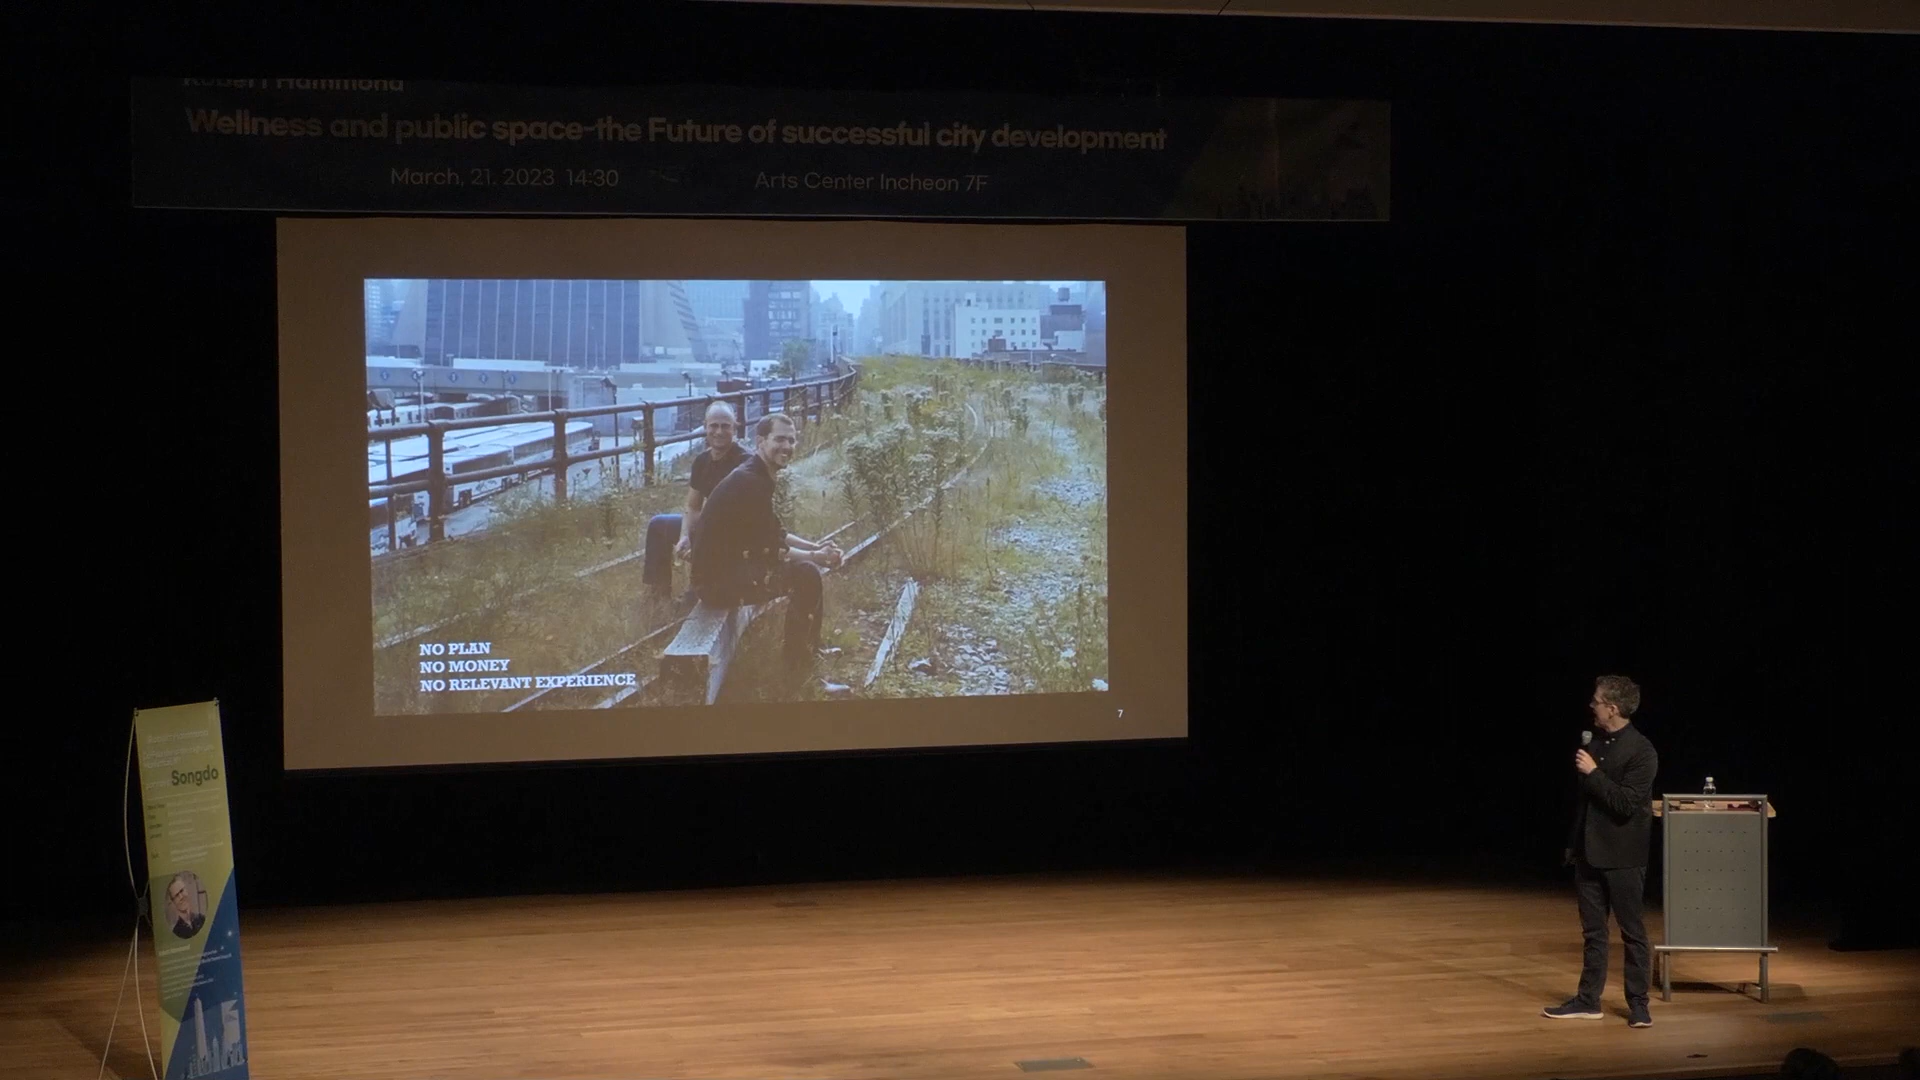 Robert Hammond
Wellness and public space-the Future of successful city development
March, 21. 2023 14:30 Arts Center Incheon 7F
NO PLAN
NO MONEY
NO RELEVANT EXPERIENCE
7
Songdo